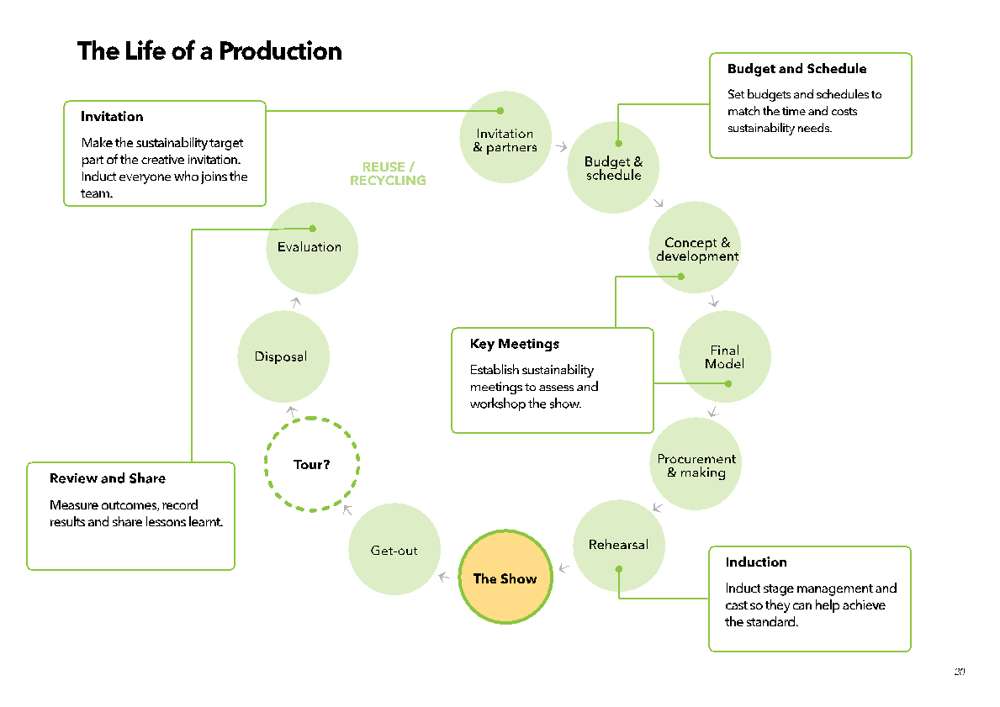 The Life of a Production
Budget and Schedule
Set budgets and schedules to
match the time and costs
sustainability needs.
Invitation
Make the sustainability target
part of the creative invitation.
Induct everyone who joins the
team.
Invitation
& partners
Budget &
schedule
REUSE /
RECYCLING
Evaluation
Concept &
development
Key Meetings
Establish sustainability
meetings to assess and
workshop the show.
Final
Model
Disposal
Procurement
& making
Tour?
Review and Share
Measure outcomes, record
results and share lessons learnt.
Get-out
The Show
Rehearsal
Induction
Induct stage management and
cast so they can help achieve
the standard.
20